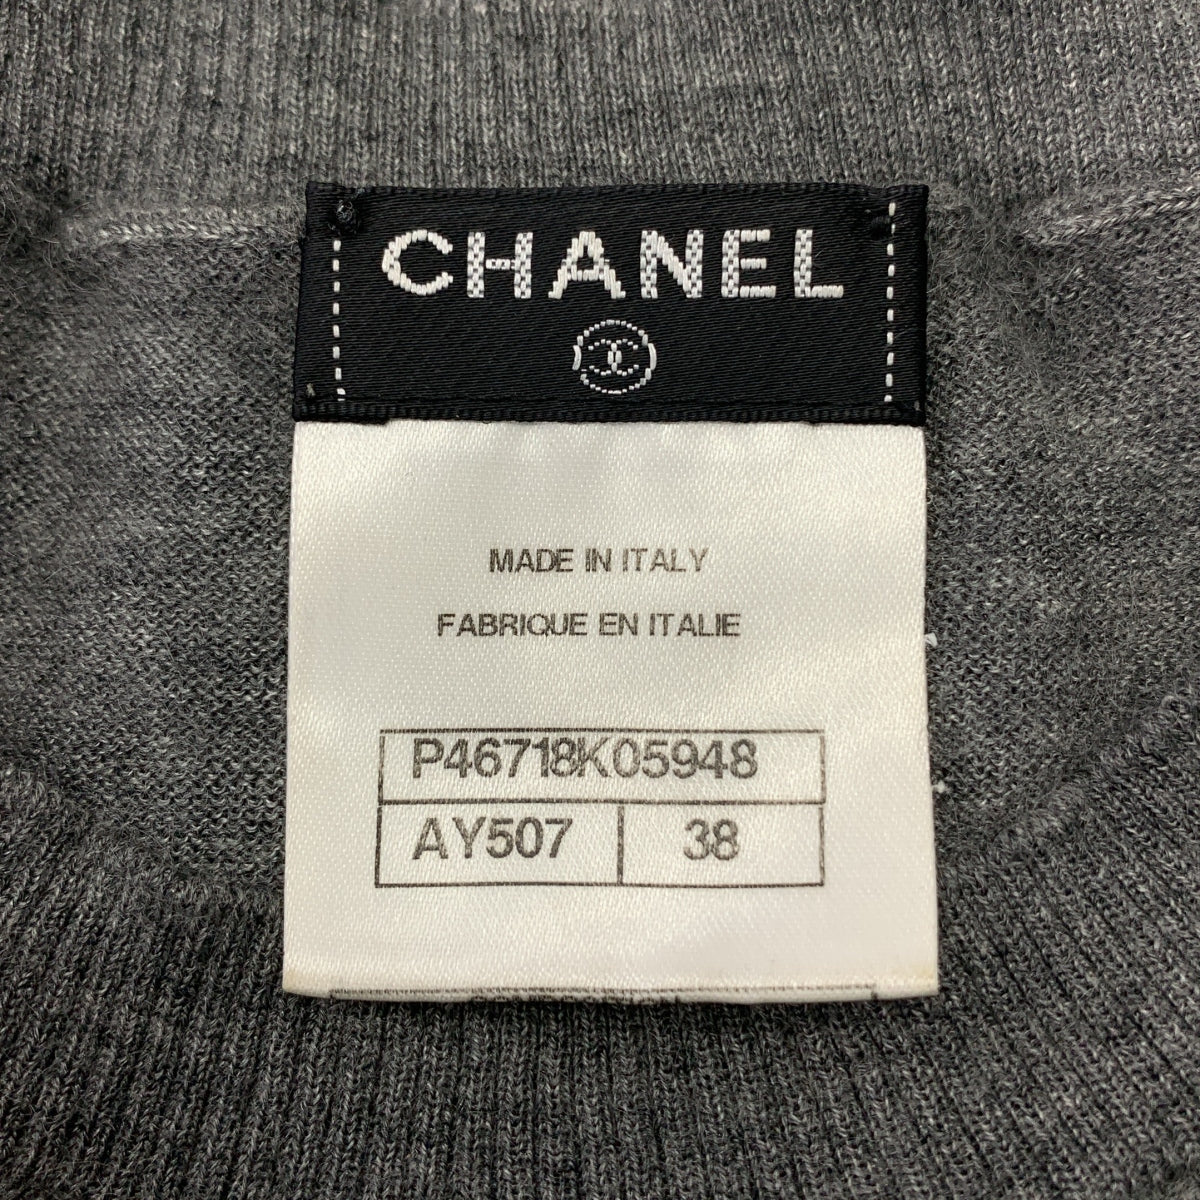 CHANEL
MADE IN ITALY
FABRIQUE EN ITALIE
P46718K05948
AY507 38